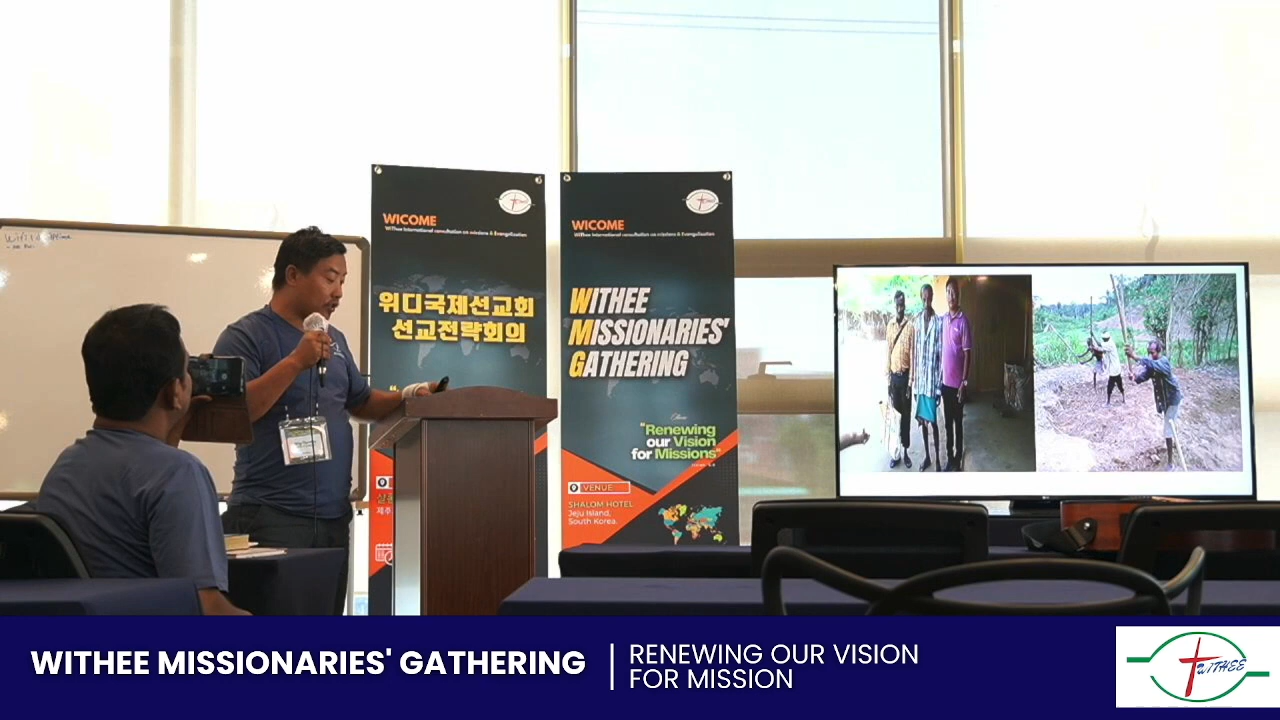 WICOME
WIThee International consultation on missions & Evangelization
위디국제선교회
선교전략회의
WICOME
WIThee International consultation on missions & Evangelization
WITHEE
MISSIONARIES'
GATHERING
"Renewing
our Vision
for Missions"
VENUE
SHALOM HOTEL
Jeju Island,
South Korea.
WITHEE MISSIONARIES' GATHERING
RENEWING OUR VISION
FOR MISSION
WITHEE